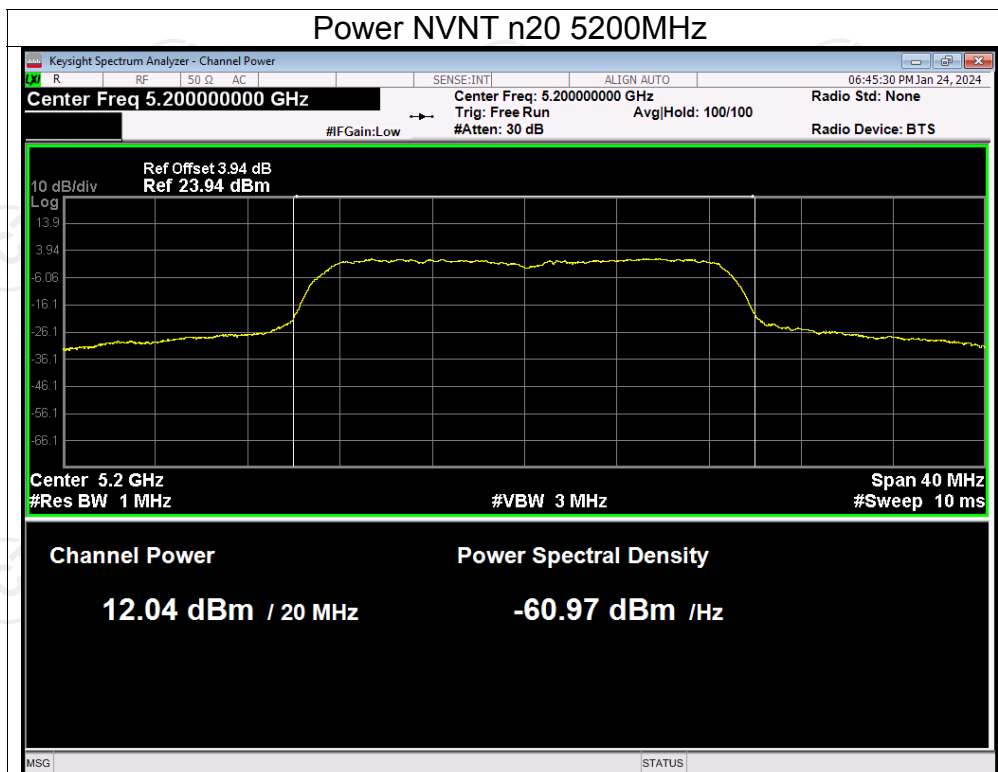 Power NVNT n20 5200MHz
Keysight Spectrum Analyzer - Channel Power
LXI R RF 50 Ω AC SENSE:INT ALIGN AUTO 06:45:30 PM Jan 24, 2024
Center Freq 5.200000000 GHz
Center Freq: 5.200000000 GHz
Radio Std: None
Trig: Free Run Avg|Hold: 100/100
#IFGain:Low #Atten: 30 dB Radio Device: BTS
Ref Offset 3.94 dB
10 dB/div Ref 23.94 dBm
Log
13.9
3.94
-6.06
-16.1
-26.1
-36.1
-46.1
-56.1
-66.1
Center 5.2 GHz Span 40 MHz
#Res BW 1 MHz #VBW 3 MHz #Sweep 10 ms
Channel Power Power Spectral Density
12.04 dBm / 20 MHz -60.97 dBm /Hz
MSG STATUS